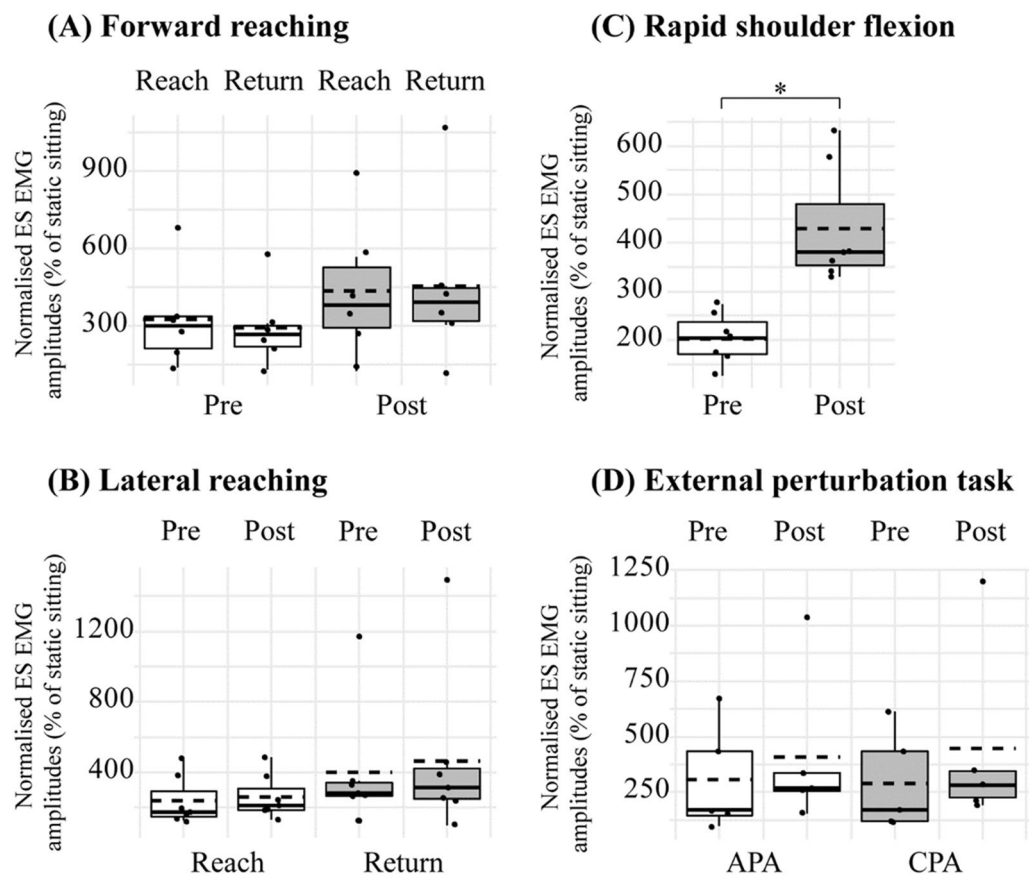 (A) Forward reaching
Reach Return Reach Return
Normalised ES EMG
amplitudes (% of static sitting)
900
600
300
Pre Post
(C) Rapid shoulder flexion
*
Normalised ES EMG
amplitudes (% of static sitting)
600
500
400
300
200
Pre Post
(B) Lateral reaching
Pre Post Pre Post
Normalised ES EMG
amplitudes (% of static sitting)
1200
800
400
Reach Return
(D) External perturbation task
Pre Post Pre Post
Normalised ES EMG
amplitudes (% of static sitting)
1250
1000
750
500
250
APA CPA